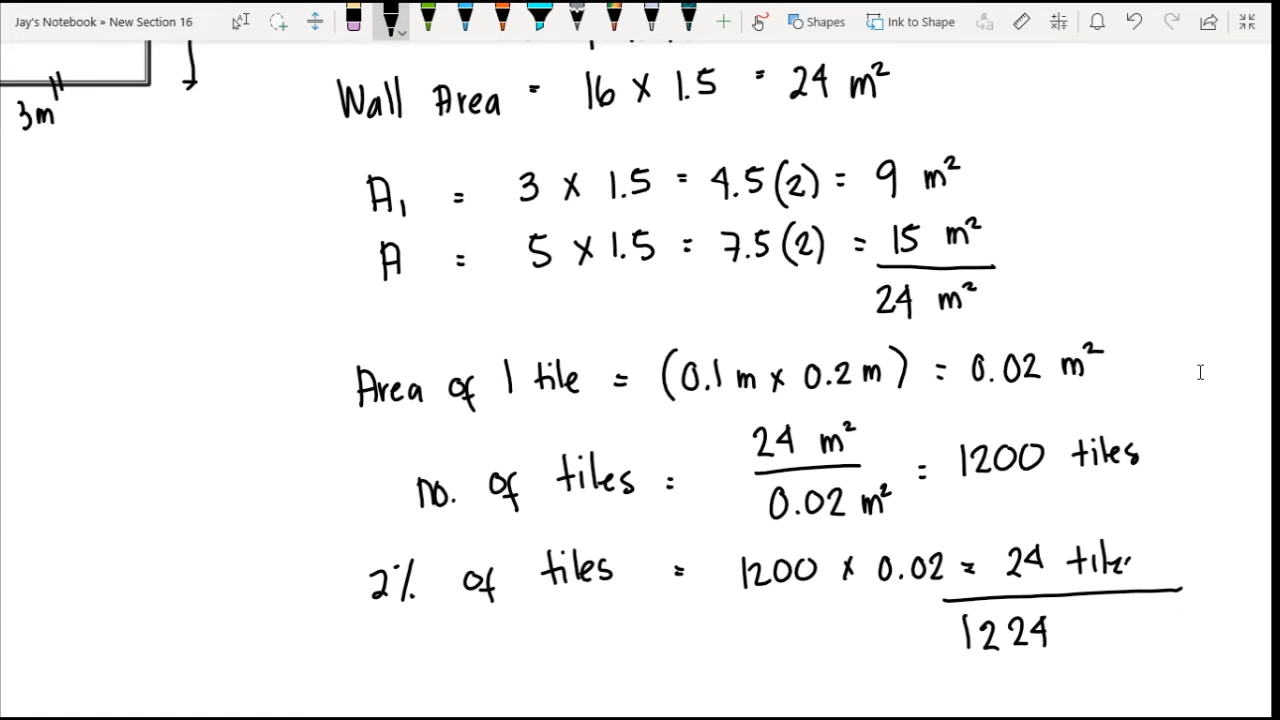 Jay's Notebook » New Section 16
Shapes
Ink to Shape
3m
Wall Area = 16 x 1.5 = 24 m²
A₁ = 3 x 1.5 = 4.5(2) = 9 m²
A = 5 x 1.5 = 7.5(2) = 15 m²
24 m²
Area of 1 tile = (0.1m x 0.2m) = 0.02 m²
no. of tiles = 24 m² / 0.02 m² = 1200 tiles
2% of tiles = 1200 x 0.02 = 24 tile
1224